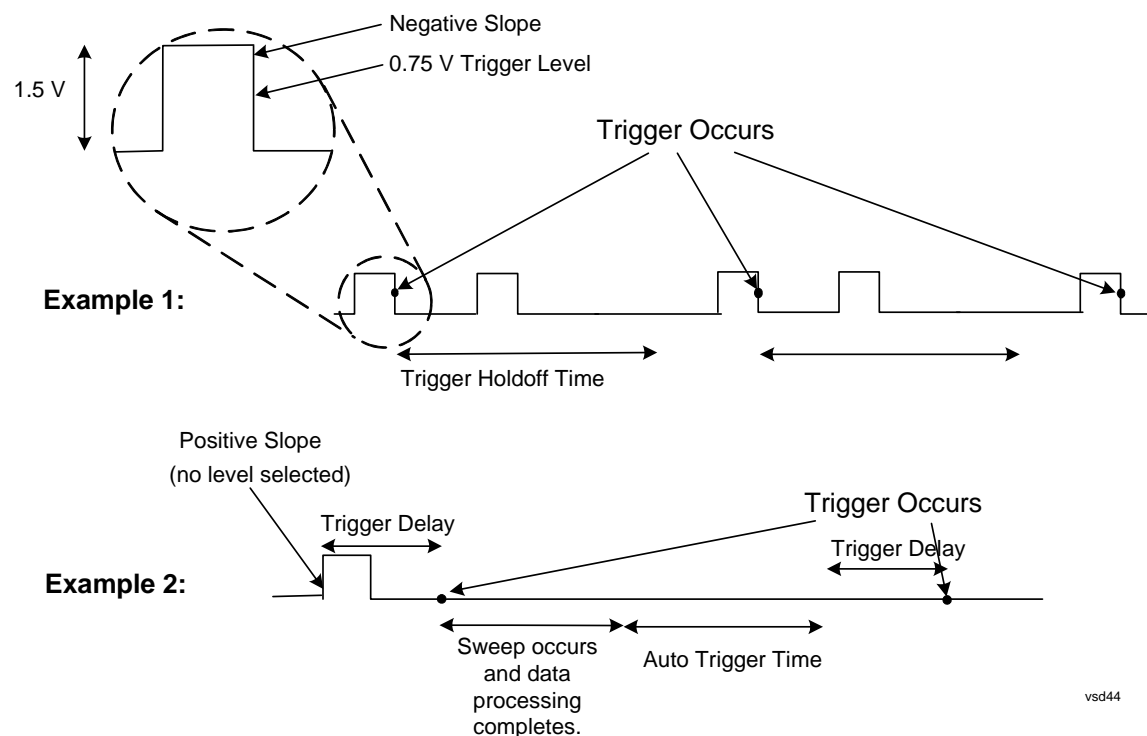 Negative Slope
1.5 V
0.75 V Trigger Level
Trigger Occurs
Example 1:
Trigger Holdoff Time
Positive Slope
(no level selected)
Trigger Delay
Trigger Occurs
Trigger Delay
Example 2:
Sweep occurs
and data
processing
completes.
Auto Trigger Time
vsd44